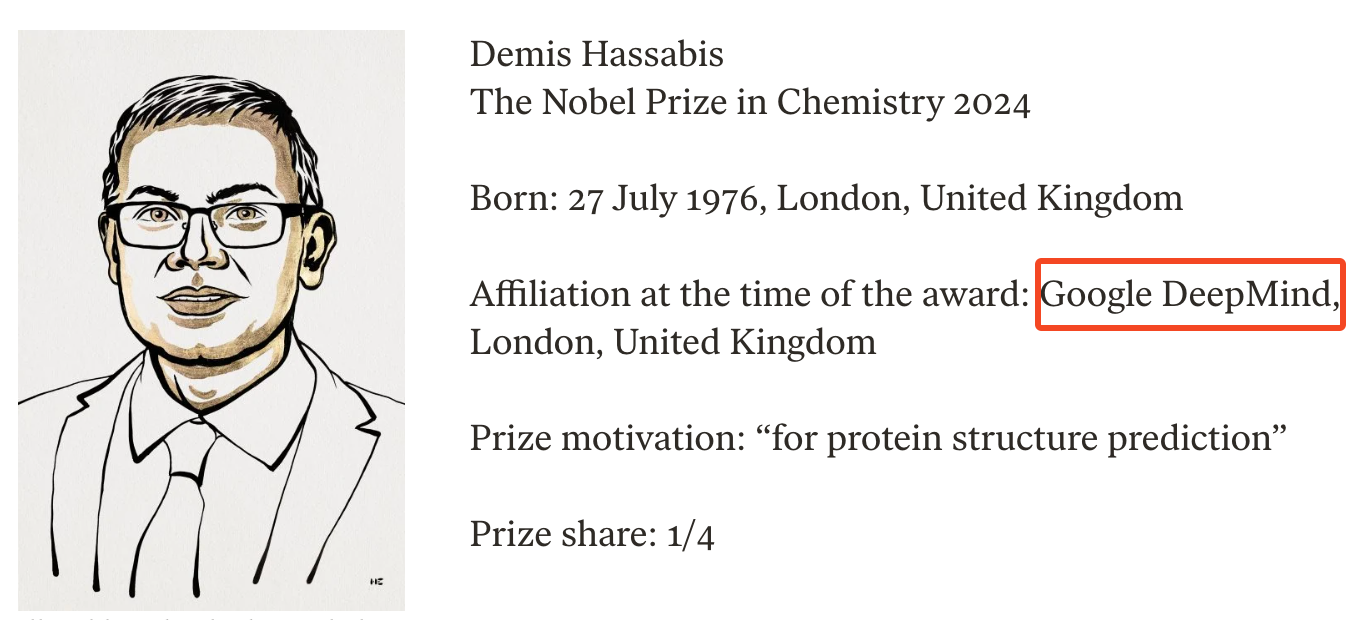 Demis Hassabis
The Nobel Prize in Chemistry 2024
Born: 27 July 1976, London, United Kingdom
Affiliation at the time of the award: Google DeepMind,
London, United Kingdom
Prize motivation: “for protein structure prediction”
Prize share: 1/4